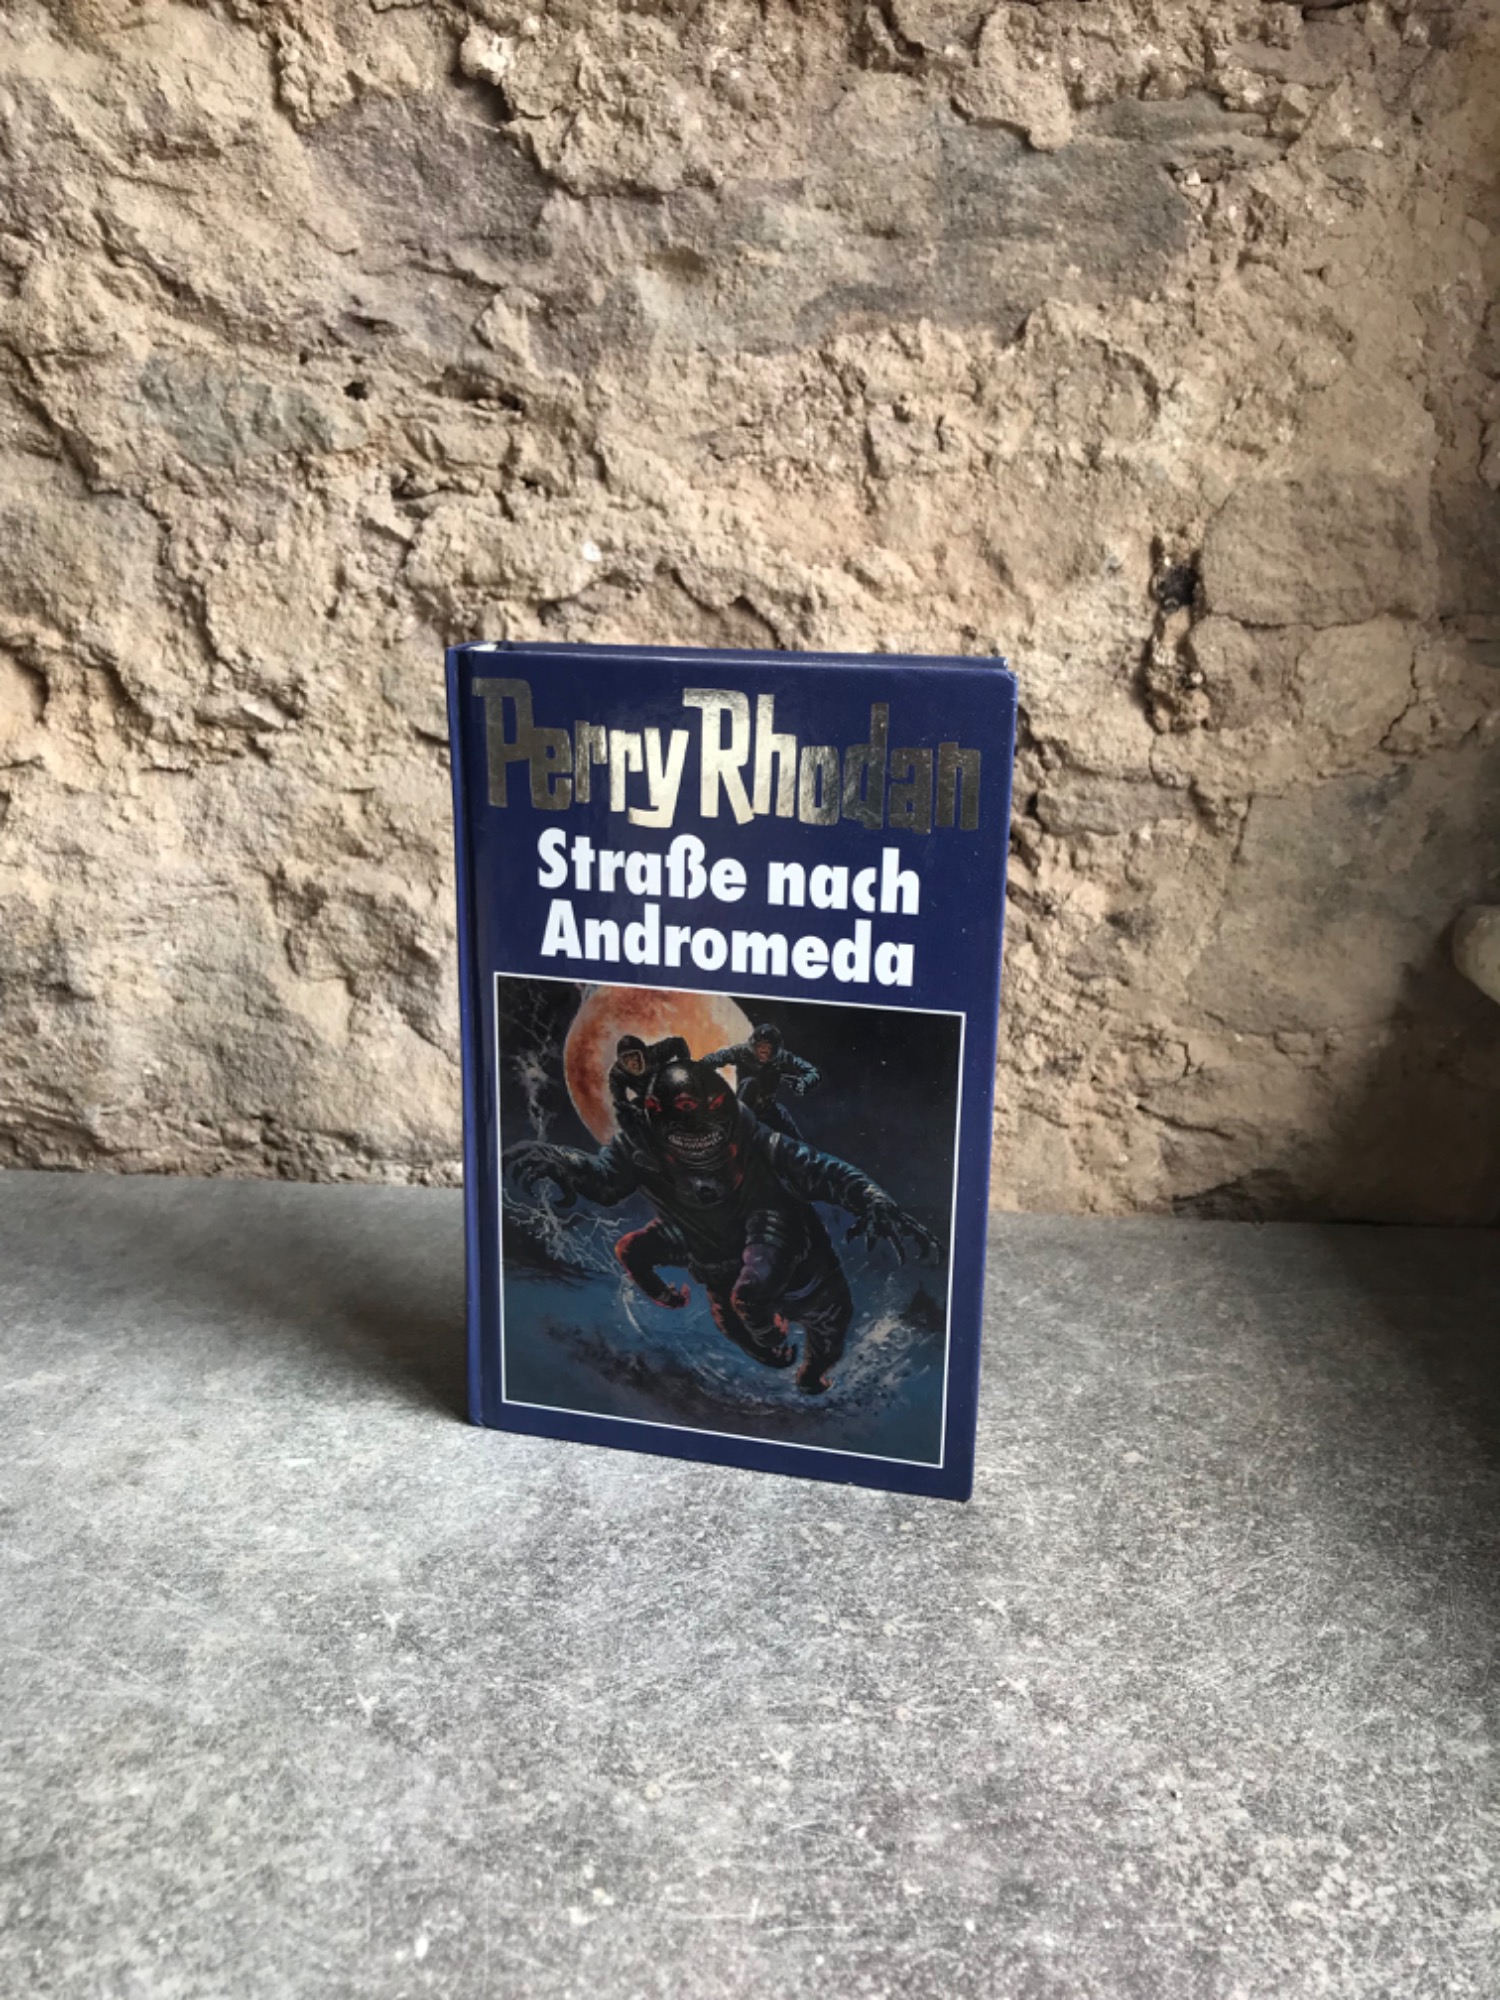 Perry Rhodan
Straße nach
Andromeda